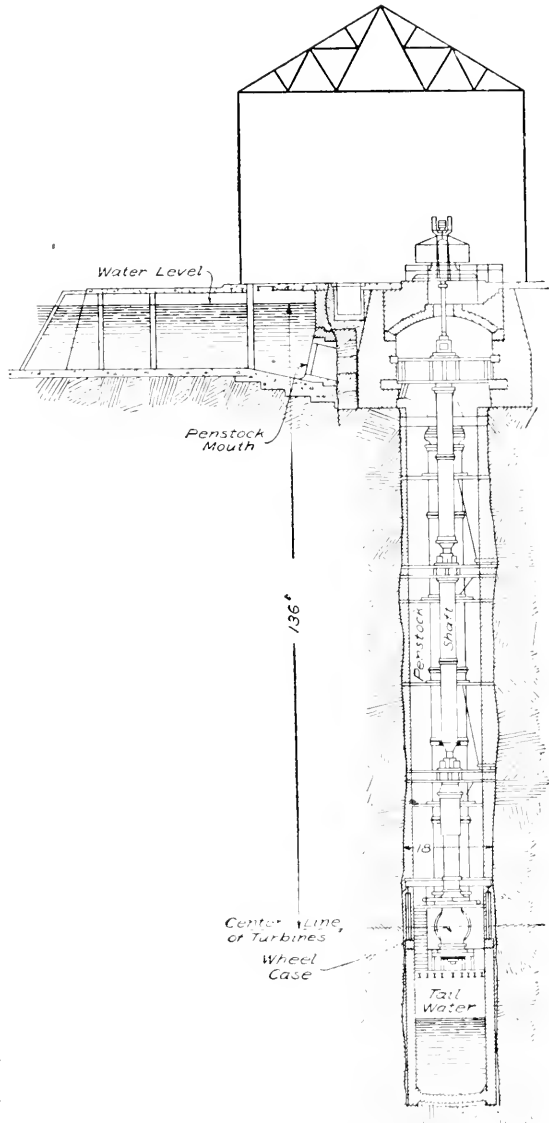 Water Level
Penstock
Mouth
136'
Penstock
Shaft
18
Center Line
of Turbines
Wheel
Case
Tail
Water